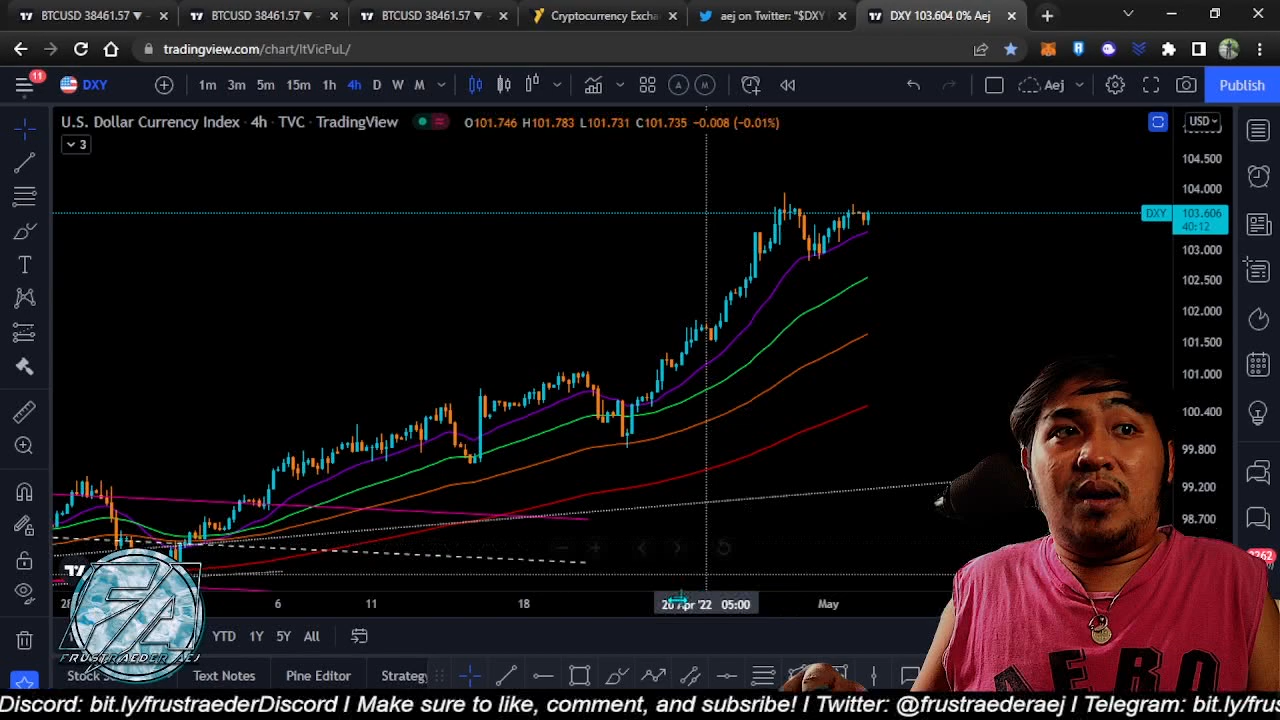 BTCUSD 38461.57 ▼
BTCUSD 38461.57 ▼
BTCUSD 38461.57 ▼
Cryptocurrency Excha
aej on Twitter: "$DXY
DXY 103.604 0% Aej
tradingview.com/chart/ItVicPuL/
11
DXY
1m 3m 5m 15m 1h 4h D W M
A M
Aej
Publish
U.S. Dollar Currency Index · 4h · TVC · TradingView
O101.746 H101.783 L101.731 C101.735 −0.008 (−0.01%)
USD
3
104.500
104.000
DXY 103.606
40:12
103.000
102.500
102.000
101.500
101.000
100.400
99.800
99.200
98.700
6 11 18 26 Apr '22 05:00 May
YTD 1Y 5Y All
FRUSTRAEDER AEJ
Text Notes Pine Editor Strateg
AERO
Discord: bit.ly/frustraederDiscord I Make sure to like, comment, and subsribe! I Twitter: @frustraederaej I Telegram: bit.ly/frus